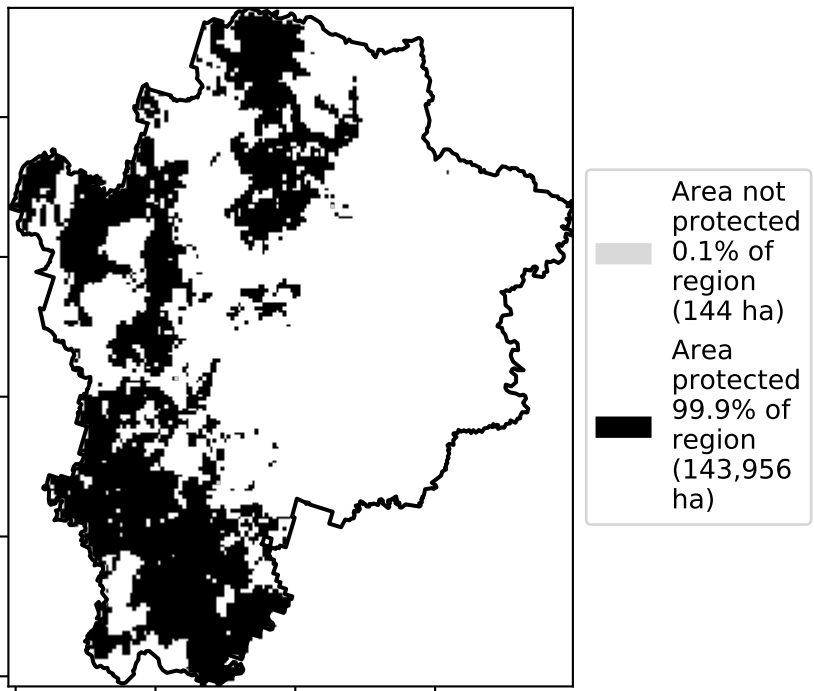 Area not
protected
0.1% of
region
(144 ha)
Area
protected
99.9% of
region
(143,956
ha)